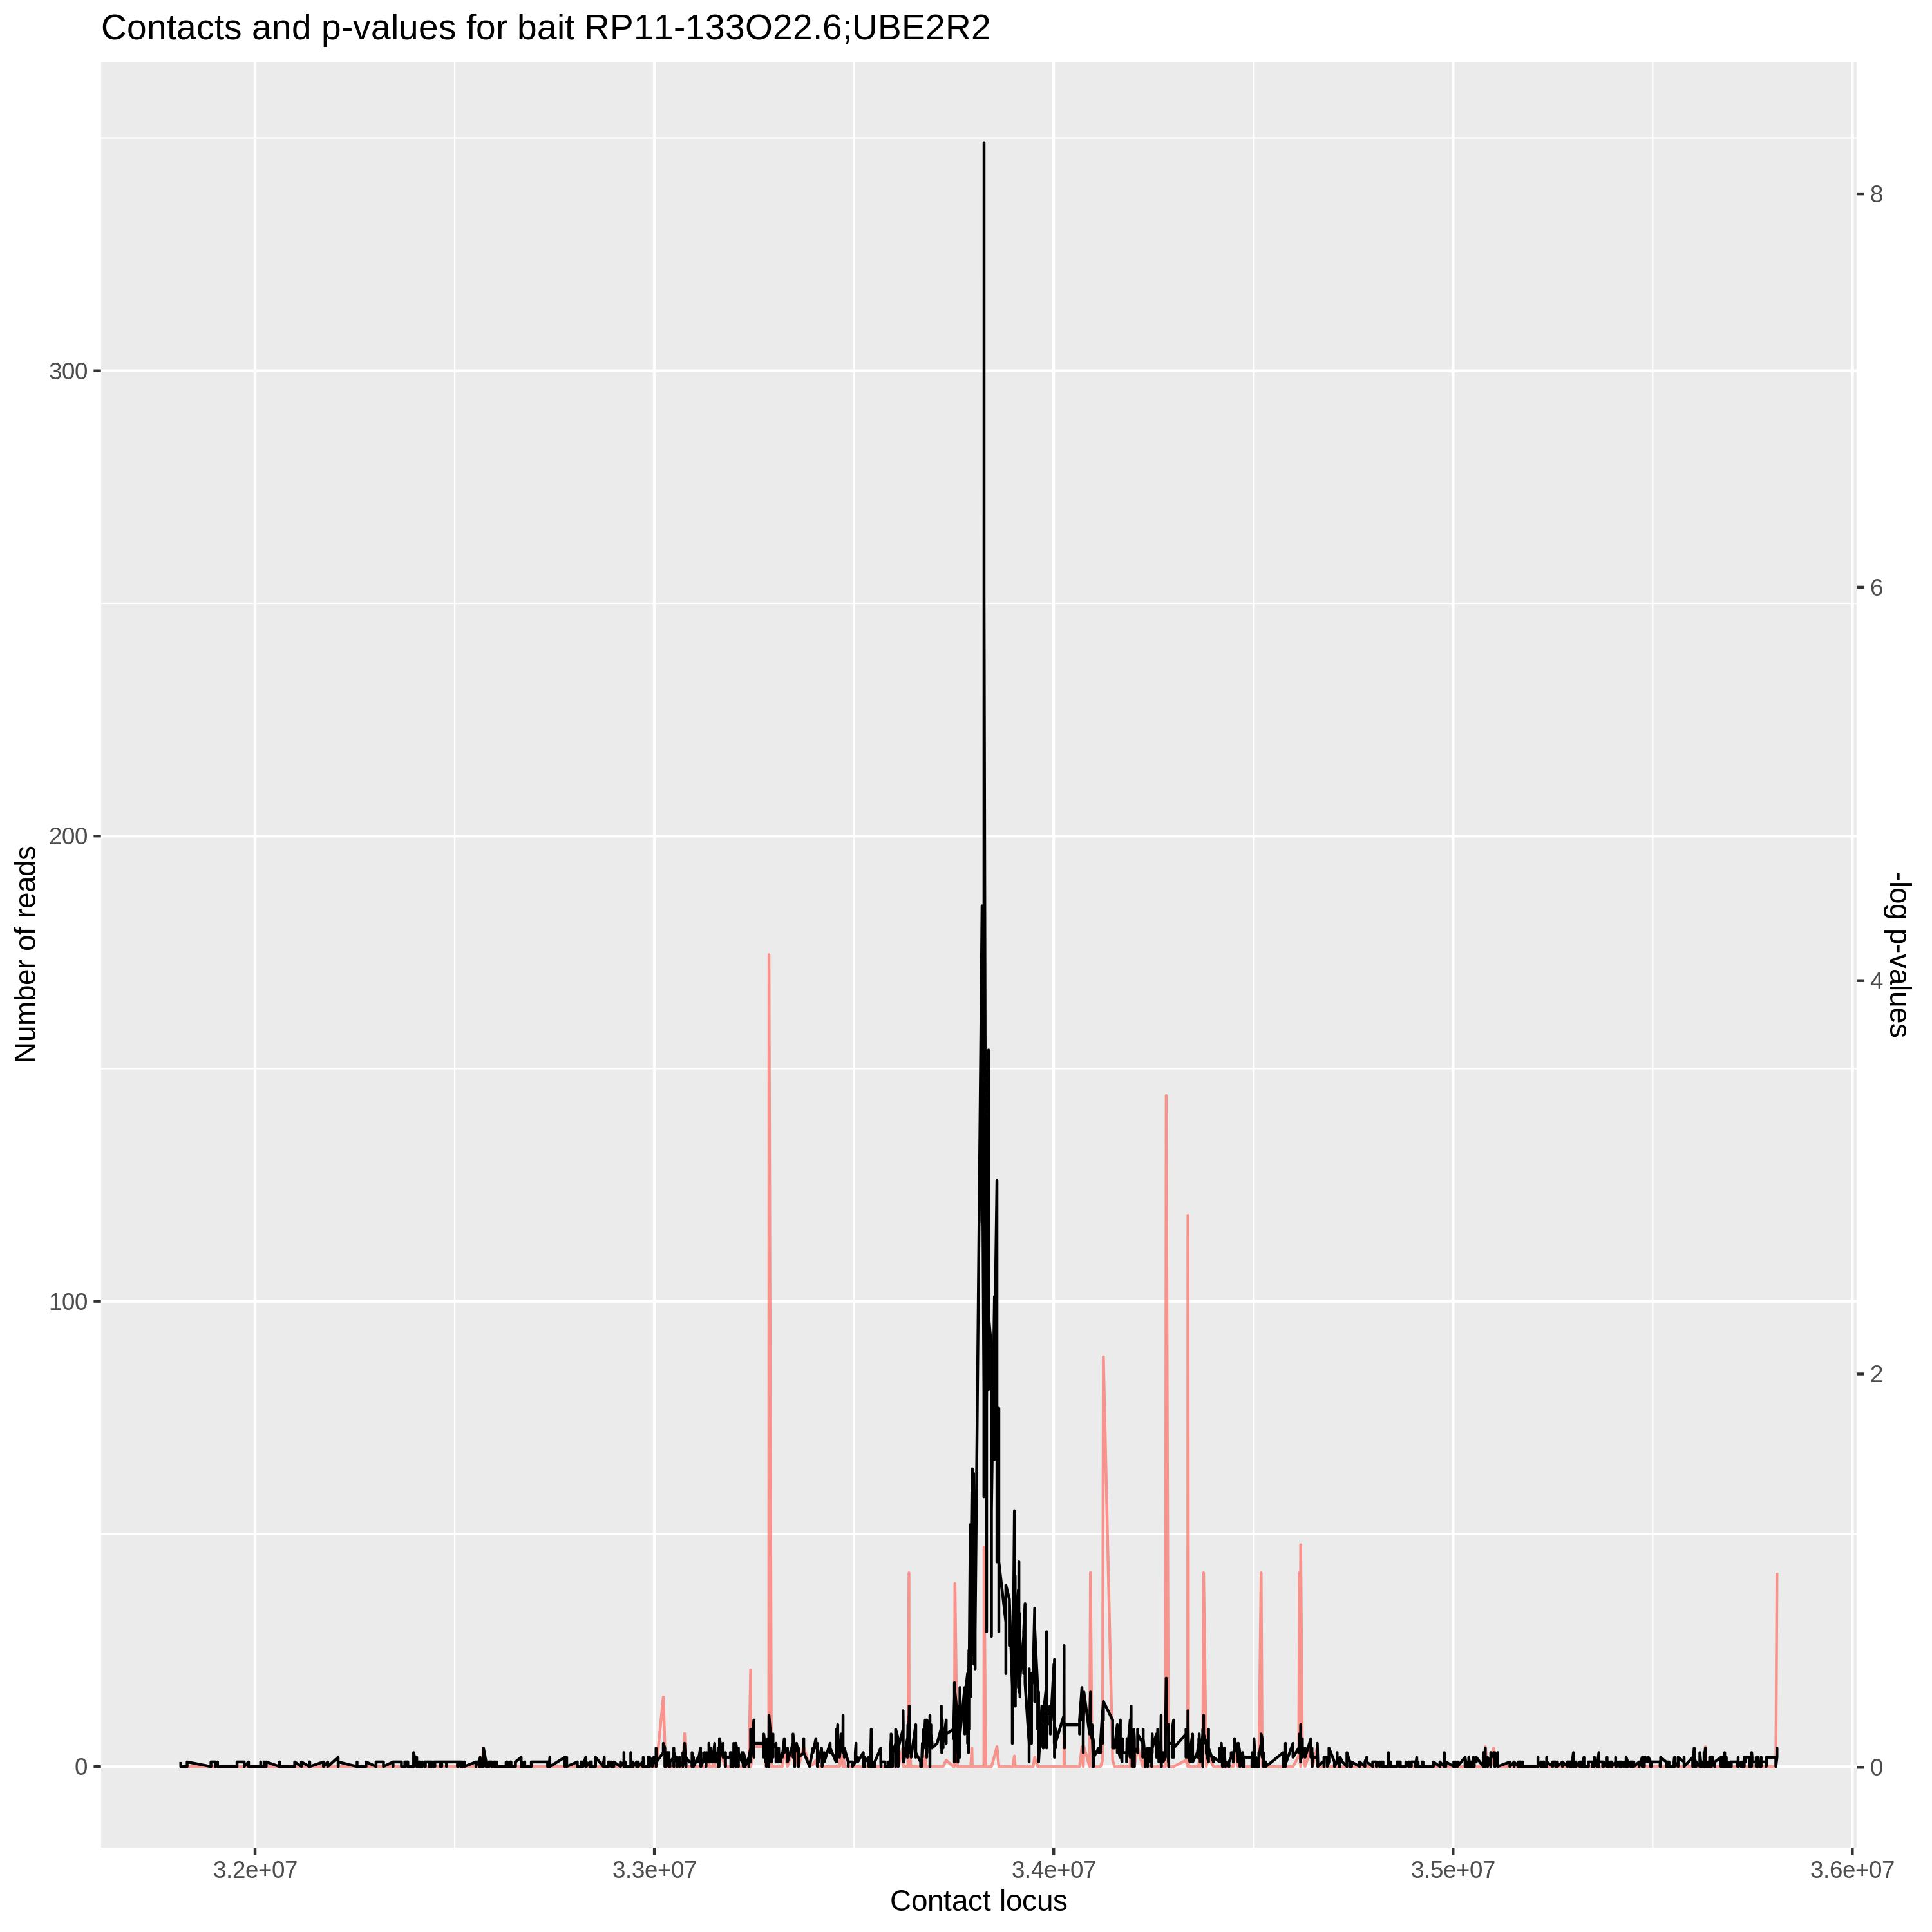 Contacts and p-values for bait RP11-133O22.6;UBE2R2
300
200
100
0
Number of reads
8
6
4
2
0
-log p-values
3.2e+07 3.3e+07 3.4e+07 3.5e+07 3.6e+07
Contact locus